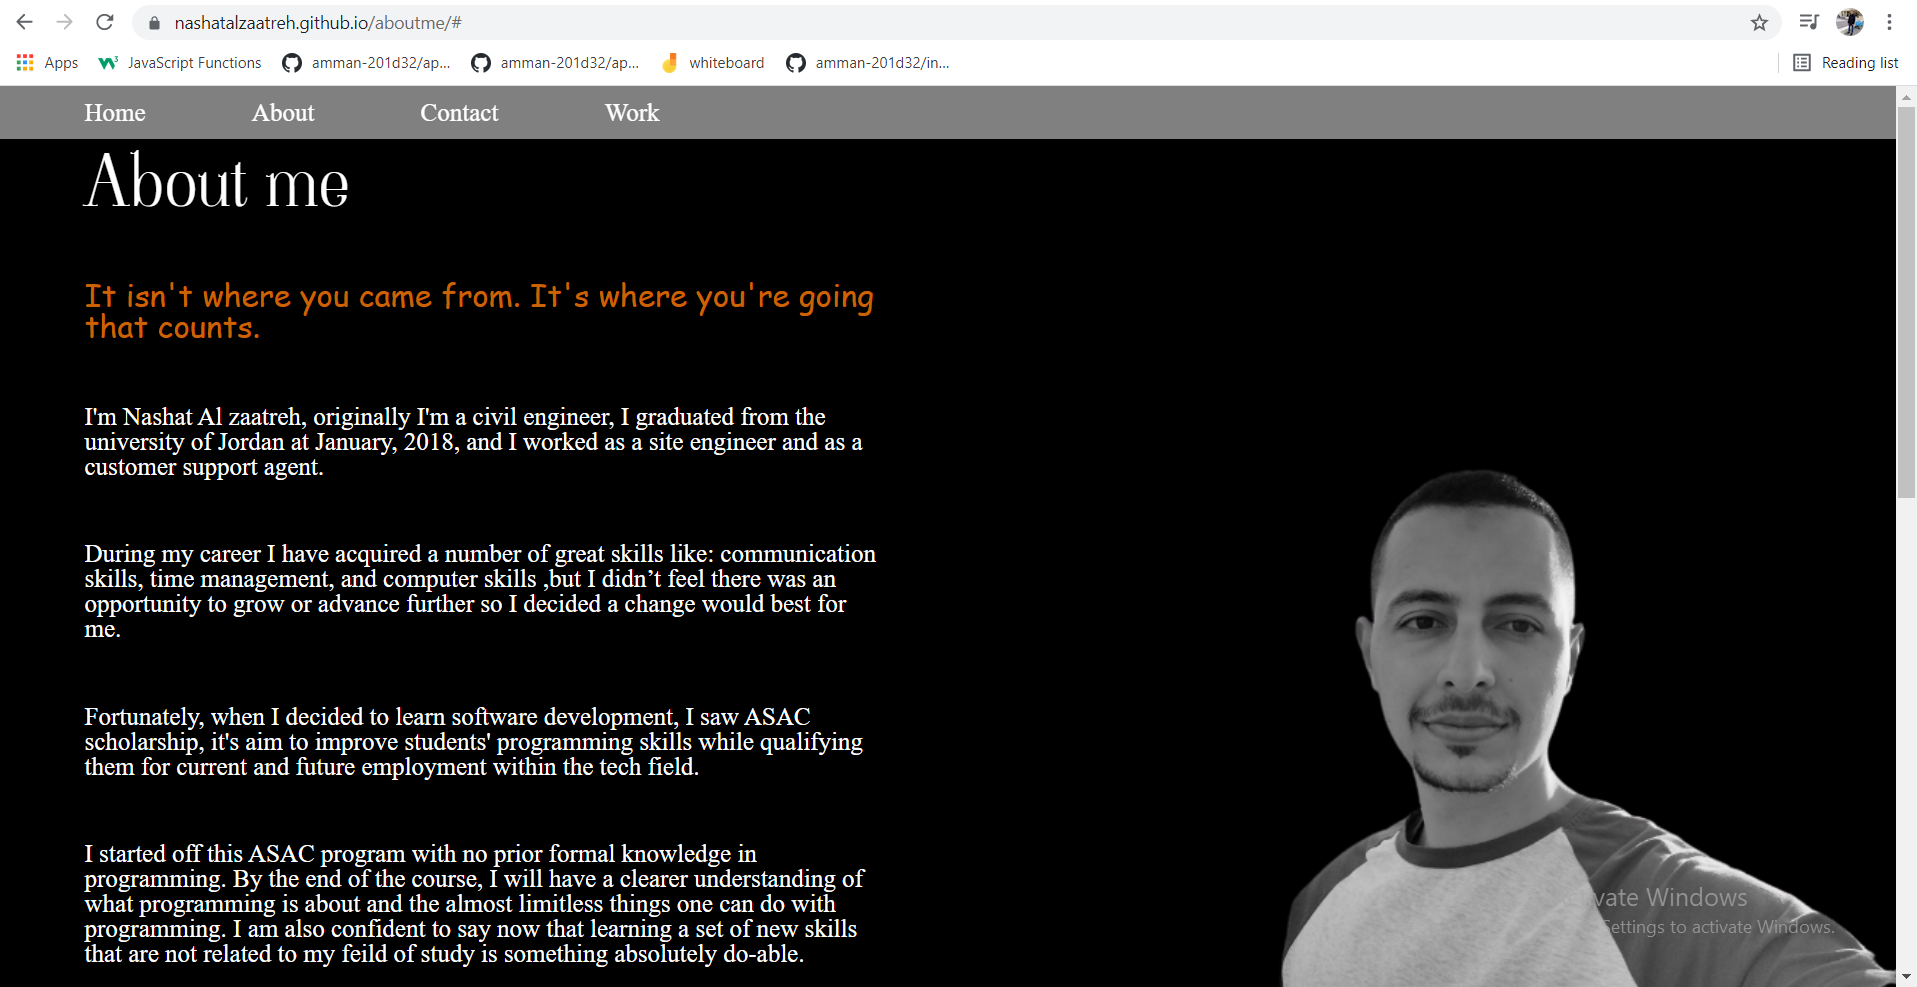 nashatalzaatreh.github.io/aboutme/#
Apps JavaScript Functions amman-201d32/ap... amman-201d32/ap... whiteboard amman-201d32/in... Reading list
Home About Contact Work
About me
It isn't where you came from. It's where you're going
that counts.
I'm Nashat Al zaatreh, originally I'm a civil engineer, I graduated from the
university of Jordan at January, 2018, and I worked as a site engineer and as a
customer support agent.
During my career I have acquired a number of great skills like: communication
skills, time management, and computer skills ,but I didn’t feel there was an
opportunity to grow or advance further so I decided a change would best for
me.
Fortunately, when I decided to learn software development, I saw ASAC
scholarship, it's aim to improve students' programming skills while qualifying
them for current and future employment within the tech field.
I started off this ASAC program with no prior formal knowledge in
programming. By the end of the course, I will have a clearer understanding of
what programming is about and the almost limitless things one can do with
programming. I am also confident to say now that learning a set of new skills
that are not related to my feild of study is something absolutely do-able.
Windows
Settings to activate Windows.